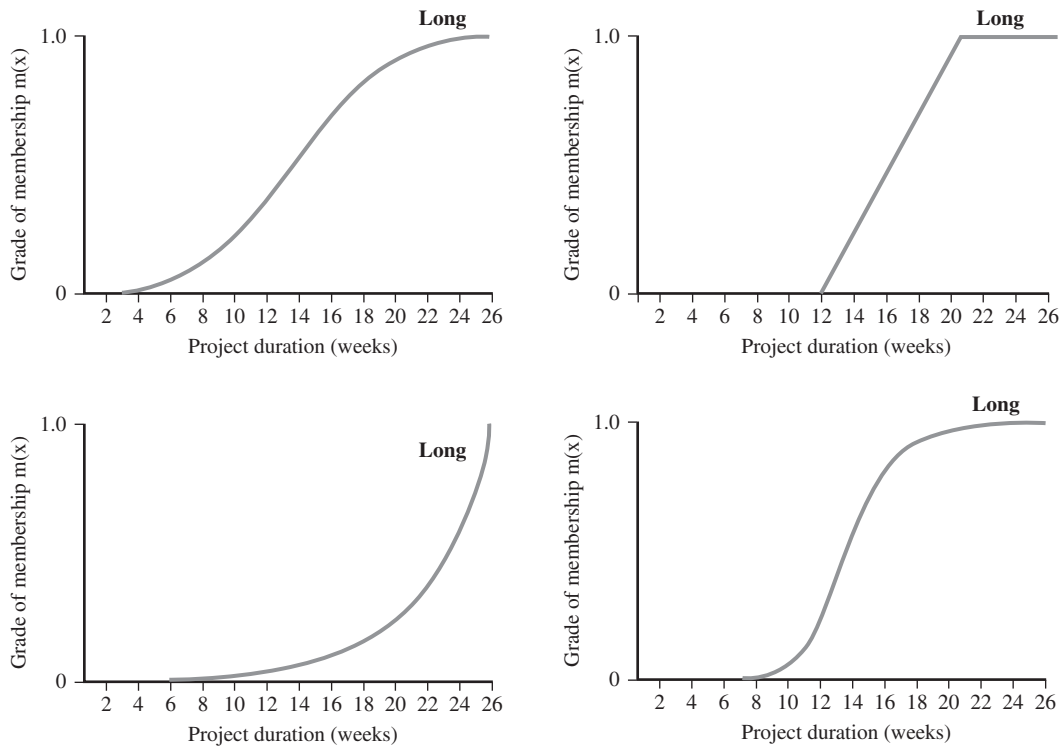 Long
1.0
Grade of membership m(x)
0
2 4 6 8 10 12 14 16 18 20 22 24 26
Project duration (weeks)
Long
1.0
Grade of membership m(x)
0
2 4 6 8 10 12 14 16 18 20 22 24 26
Project duration (weeks)
1.0
Long
Grade of membership m(x)
0
2 4 6 8 10 12 14 16 18 20 22 24 26
Project duration (weeks)
Long
1.0
Grade of membership m(x)
0
2 4 6 8 10 12 14 16 18 20 22 24 26
Project duration (weeks)